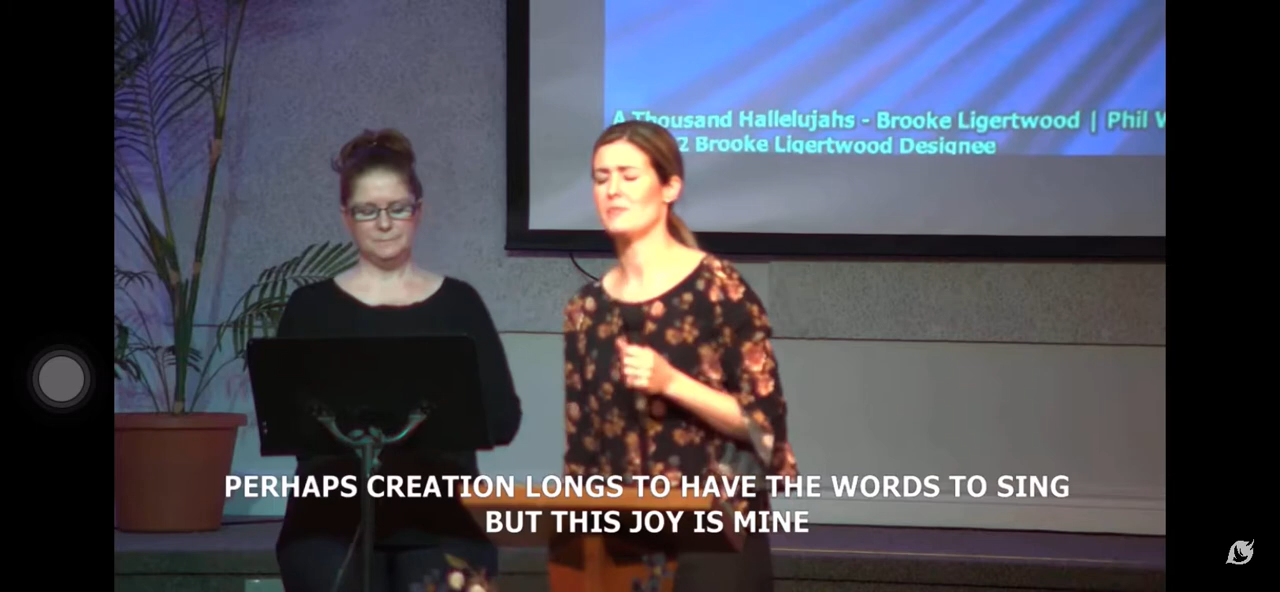 A Thousand Hallelujahs - Brooke Ligertwood | Phil
2 Brooke Ligertwood Designee
PERHAPS CREATION LONGS TO HAVE THE WORDS TO SING
BUT THIS JOY IS MINE